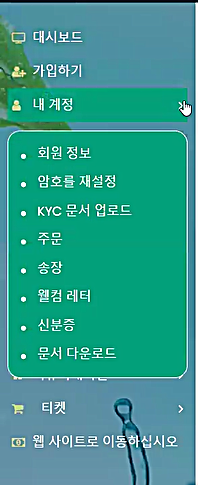 대시보드
가입하기
내 계정
회원 정보
암호를 재설정
KYC 문서 업로드
주문
송장
웰컴 레터
신분증
문서 다운로드
티켓
웹 사이트로 이동하십시오